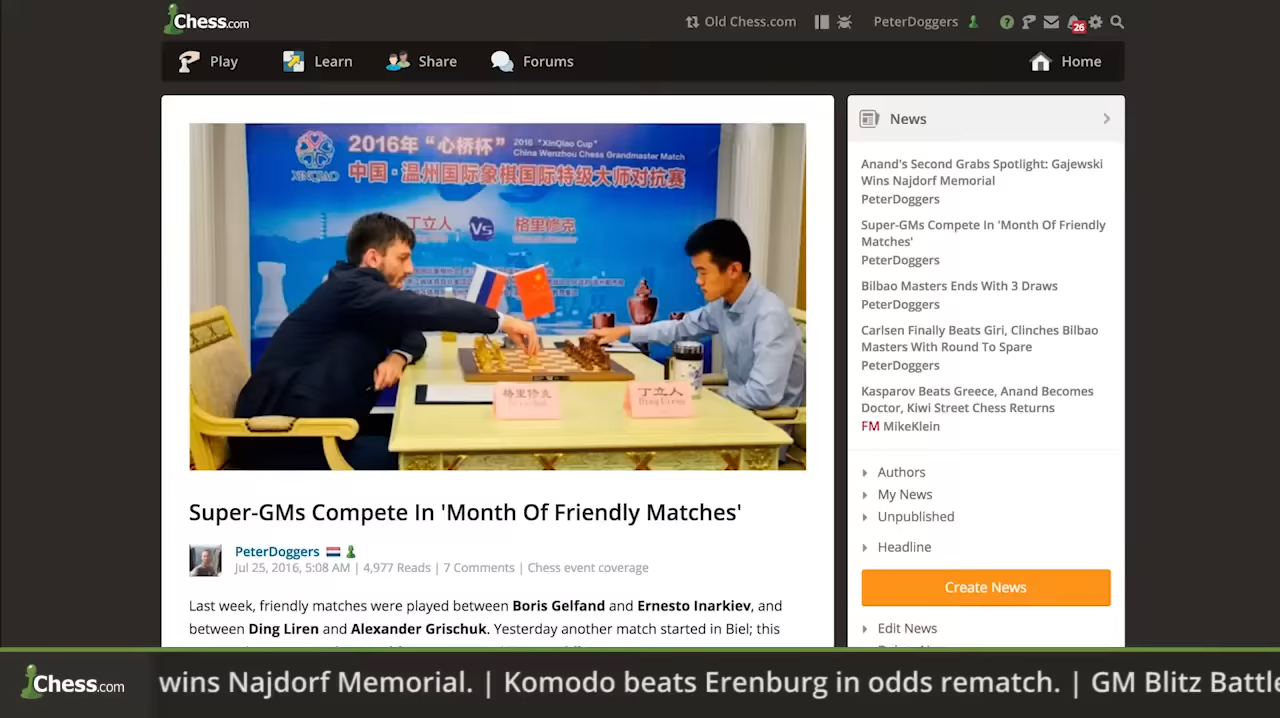 Chess.com
Old Chess.com
PeterDoggers
26
Play
Learn
Share
Forums
Home
2016年“心桥杯”
2016 "XinQiao Cup"
China Wenzhou Chess Grandmaster Match
XINQIAO
中国·温州国际象棋国际特级大师对抗赛
丁立人
Vs
格里修克
格里修克
丁立人
Ding Liren
Super-GMs Compete In 'Month Of Friendly Matches'
PeterDoggers
Jul 25, 2016, 5:08 AM | 4,977 Reads | 7 Comments | Chess event coverage
Last week, friendly matches were played between Boris Gelfand and Ernesto Inarkiev, and
between Ding Liren and Alexander Grischuk. Yesterday another match started in Biel; this
News
Anand's Second Grabs Spotlight: Gajewski
Wins Najdorf Memorial
PeterDoggers
Super-GMs Compete In 'Month Of Friendly
Matches'
PeterDoggers
Bilbao Masters Ends With 3 Draws
PeterDoggers
Carlsen Finally Beats Giri, Clinches Bilbao
Masters With Round To Spare
PeterDoggers
Kasparov Beats Greece, Anand Becomes
Doctor, Kiwi Street Chess Returns
FM MikeKlein
Authors
My News
Unpublished
Headline
Create News
Edit News
Chess.com
wins Najdorf Memorial. | Komodo beats Erenburg in odds rematch. | GM Blitz Battle